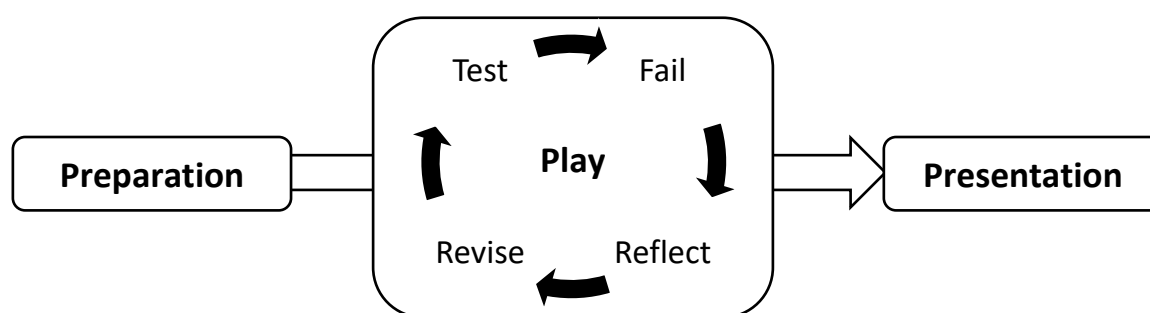 Test
Fail
Preparation
Play
Presentation
Revise
Reflect